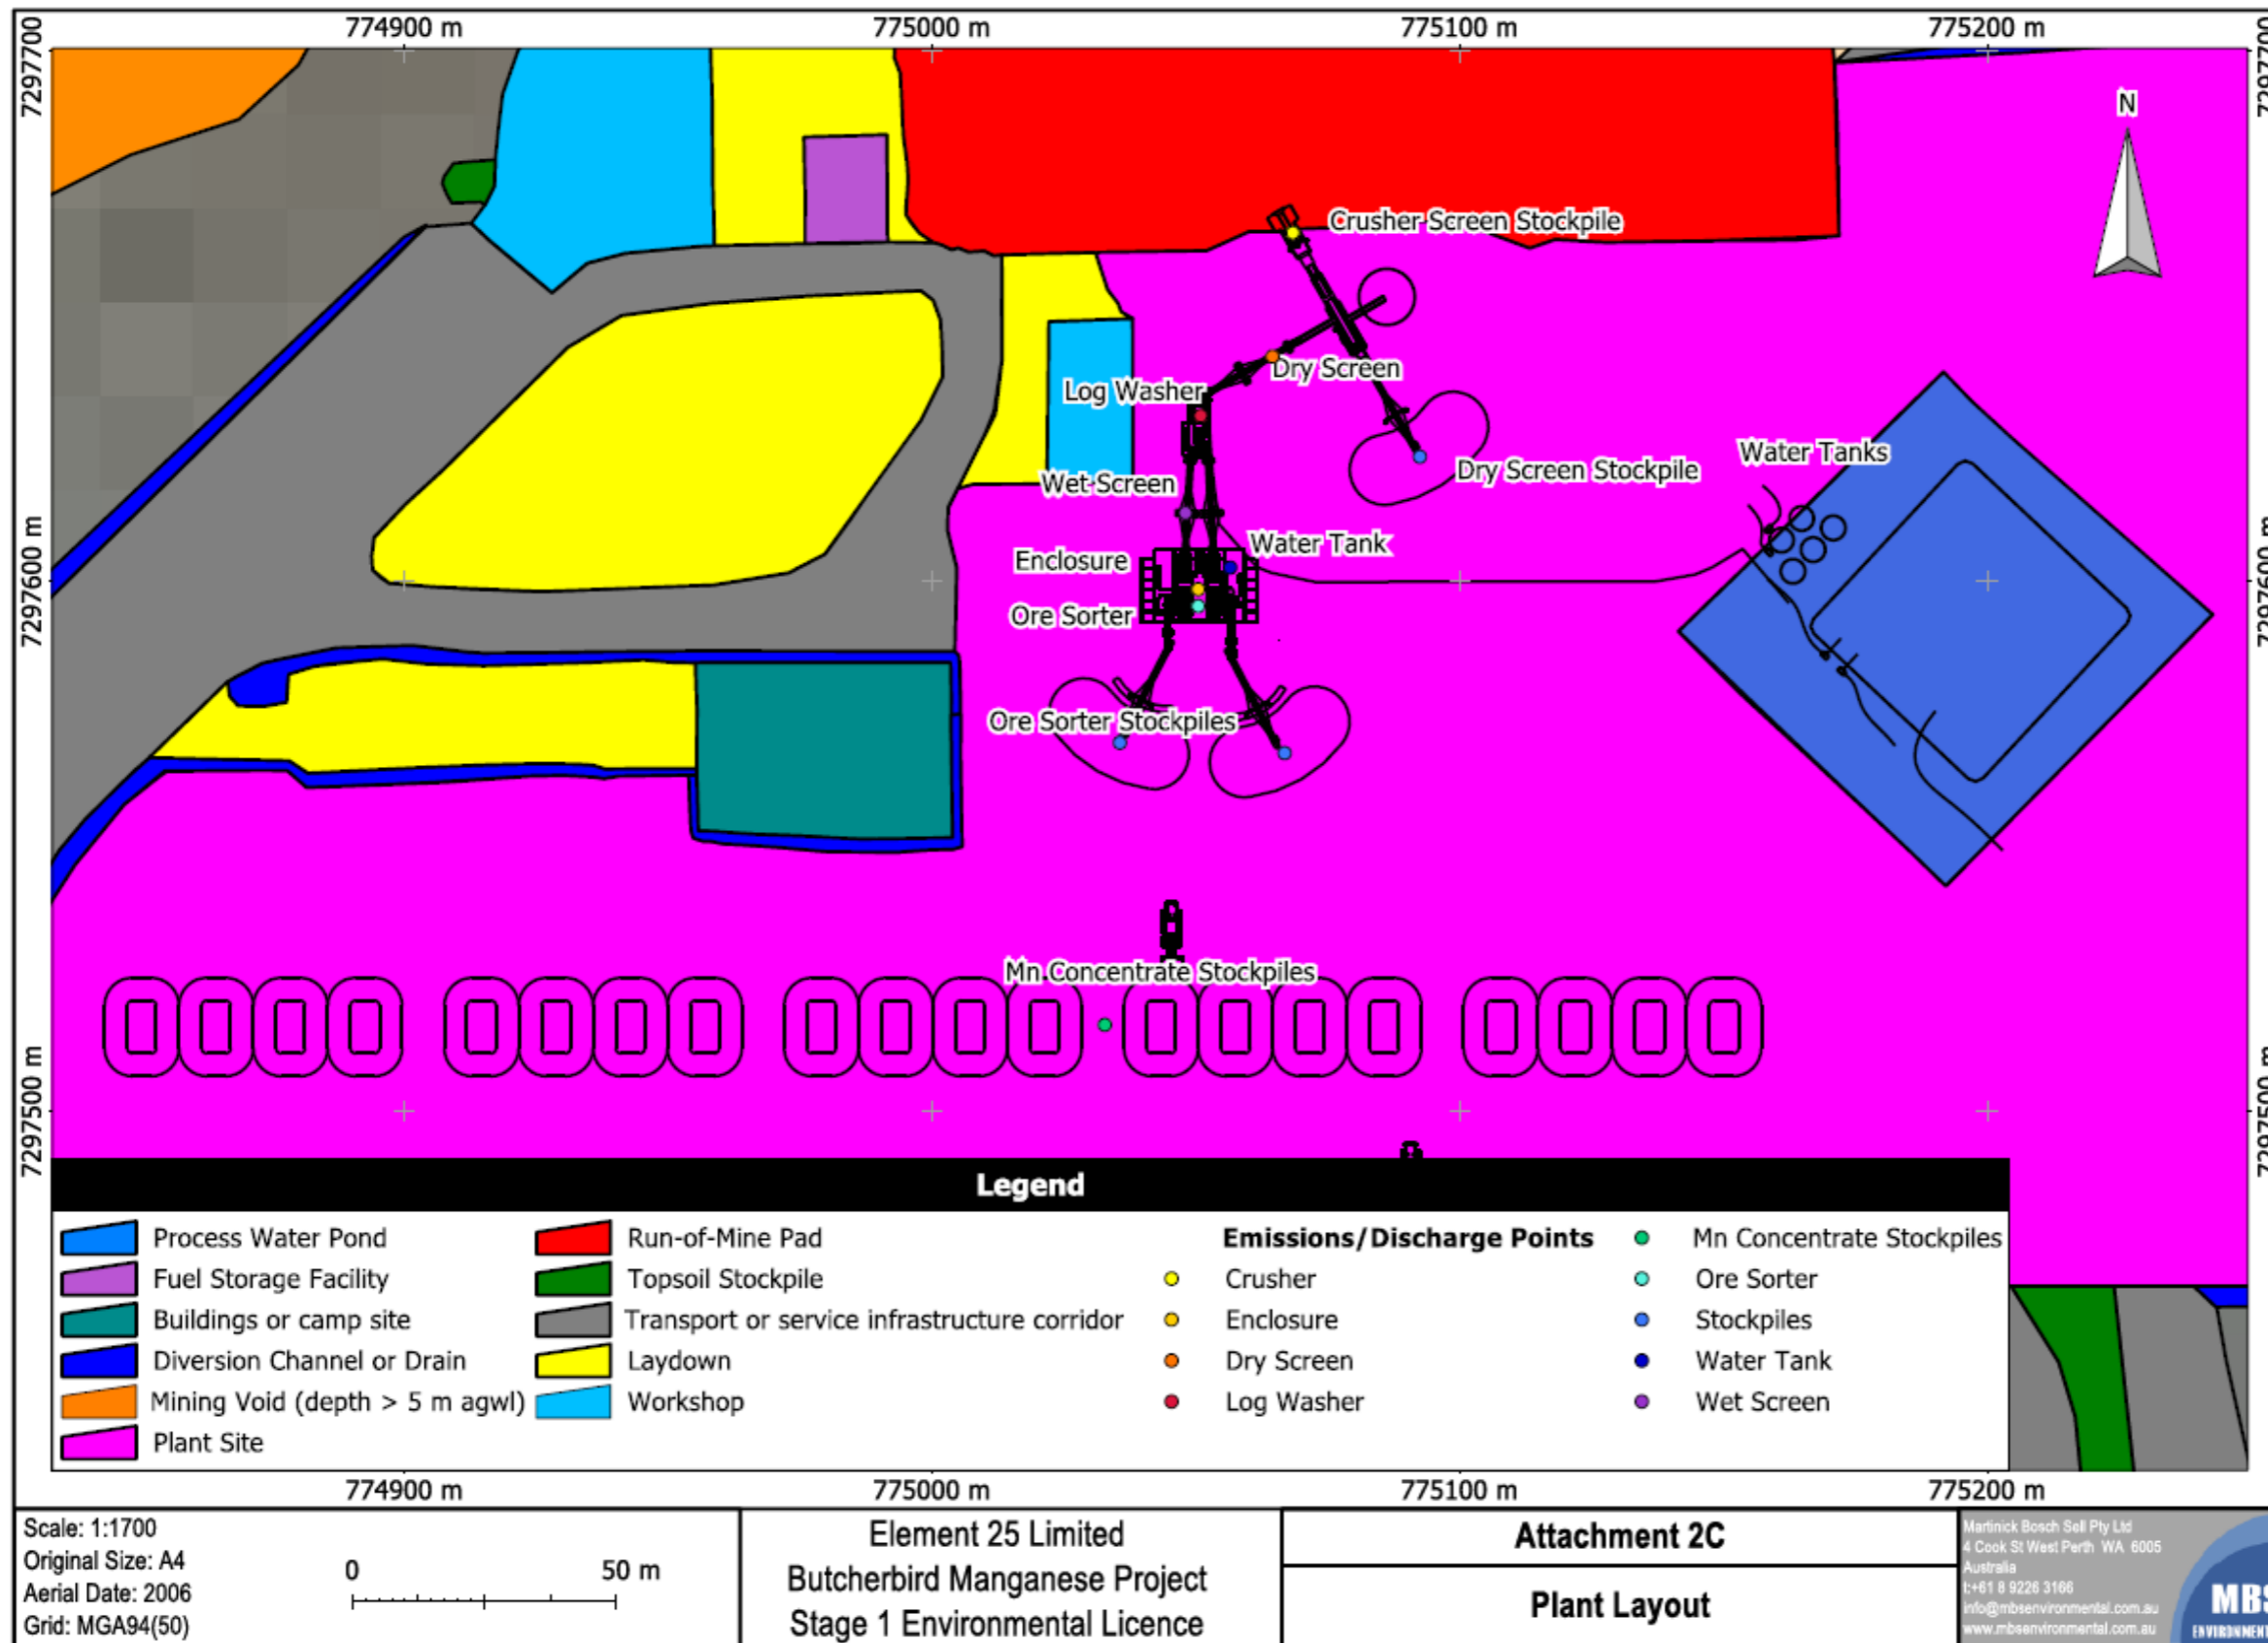 774900 m
775000 m
775100 m
775200 m
7297700
7297700
N
Crusher Screen Stockpile
Dry Screen
Log Washer
Water Tanks
Dry Screen Stockpile
Wet Screen
7297600 m
7297600 m
Water Tank
Enclosure
Ore Sorter
Ore Sorter Stockpiles
Mn Concentrate Stockpiles
7297500 m
7297500 m
Legend
Process Water Pond
Fuel Storage Facility
Buildings or camp site
Diversion Channel or Drain
Mining Void (depth > 5 m agwl)
Plant Site
Run-of-Mine Pad
Topsoil Stockpile
Transport or service infrastructure corridor
Laydown
Workshop
Emissions/Discharge Points
Crusher
Enclosure
Dry Screen
Log Washer
Mn Concentrate Stockpiles
Ore Sorter
Stockpiles
Water Tank
Wet Screen
774900 m
775000 m
775100 m
775200 m
Scale: 1:1700
Original Size: A4
Aerial Date: 2006
Grid: MGA94(50)
0 50 m
Element 25 Limited
Butcherbird Manganese Project
Stage 1 Environmental Licence
Attachment 2C
Plant Layout
Martinick Bosch Sell Pty Ltd
4 Cook St West Perth WA 6005
Australia
t:+61 8 9226 3166
info@mbsenvironmental.com.au
www.mbsenvironmental.com.au
MBS
ENVIRONMENT